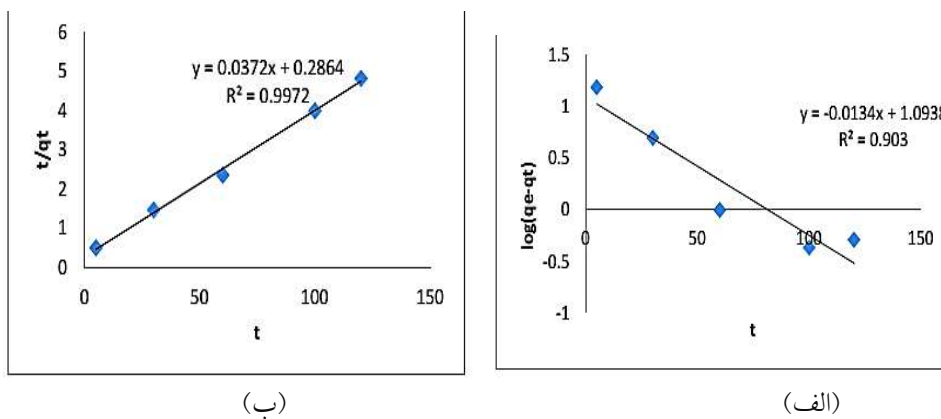 6
5
4
3
2
1
0
t/qt
y = 0.0372x + 0.2864
R² = 0.9972
0
50
100
150
t
(ب)
1.5
1
0.5
0
-0.5
-1
log(qe-qt)
y = -0.0134x + 1.0938
R² = 0.903
0
50
100
150
t
(الف)